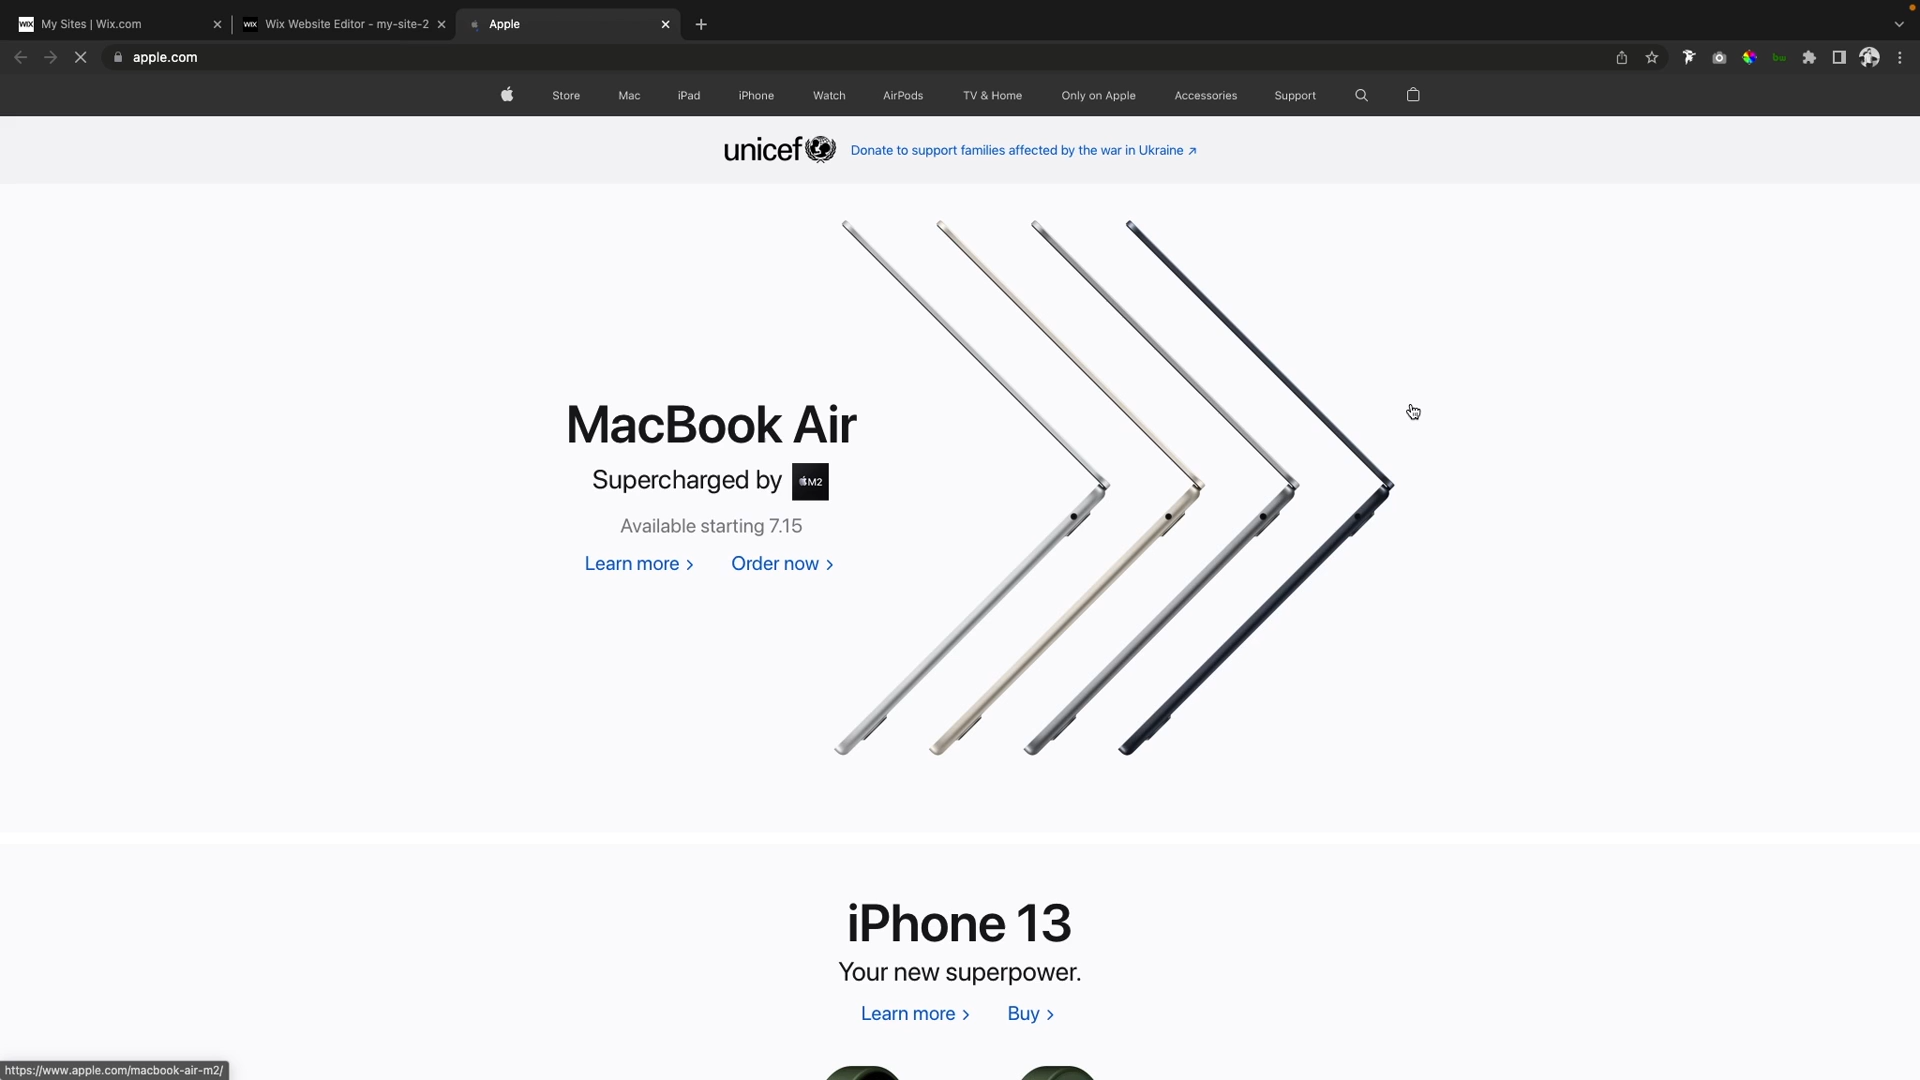 WIX My Sites | Wix.com
WIX Wix Website Editor - my-site-2
Apple
apple.com
bw
Store Mac iPad iPhone Watch AirPods TV & Home Only on Apple Accessories Support
unicef Donate to support families affected by the war in Ukraine ↗
MacBook Air
Supercharged by M2
Available starting 7.15
Learn more > Order now >
iPhone 13
Your new superpower.
Learn more > Buy >
https://www.apple.com/macbook-air-m2/